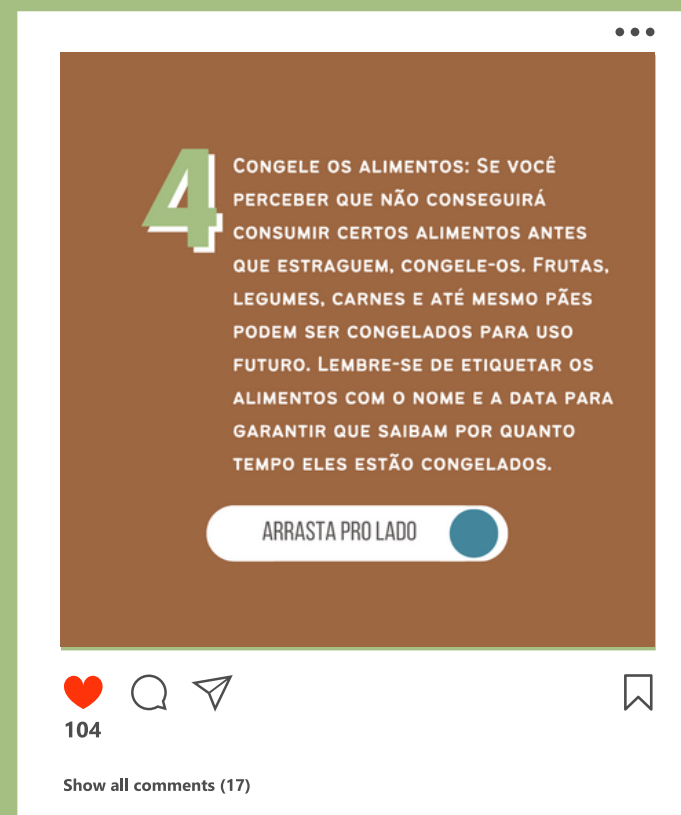 4
CONGELE OS ALIMENTOS: SE VOCÊ
PERCEBER QUE NÃO CONSEGUIRÁ
CONSUMIR CERTOS ALIMENTOS ANTES
QUE ESTRAGUEM, CONGELE-OS. FRUTAS,
LEGUMES, CARNES E ATÉ MESMO PÃES
PODEM SER CONGELADOS PARA USO
FUTURO. LEMBRE-SE DE ETIQUETAR OS
ALIMENTOS COM O NOME E A DATA PARA
GARANTIR QUE SAIBAM POR QUANTO
TEMPO ELES ESTÃO CONGELADOS.
ARRASTA PRO LADO
104
Show all comments (17)